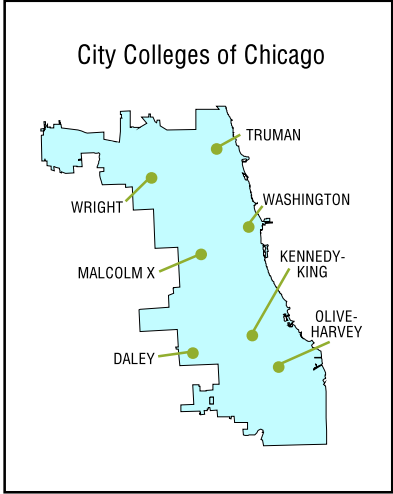 City Colleges of Chicago
TRUMAN
WRIGHT
WASHINGTON
MALCOLM X
KENNEDY-
KING
OLIVE-
HARVEY
DALEY